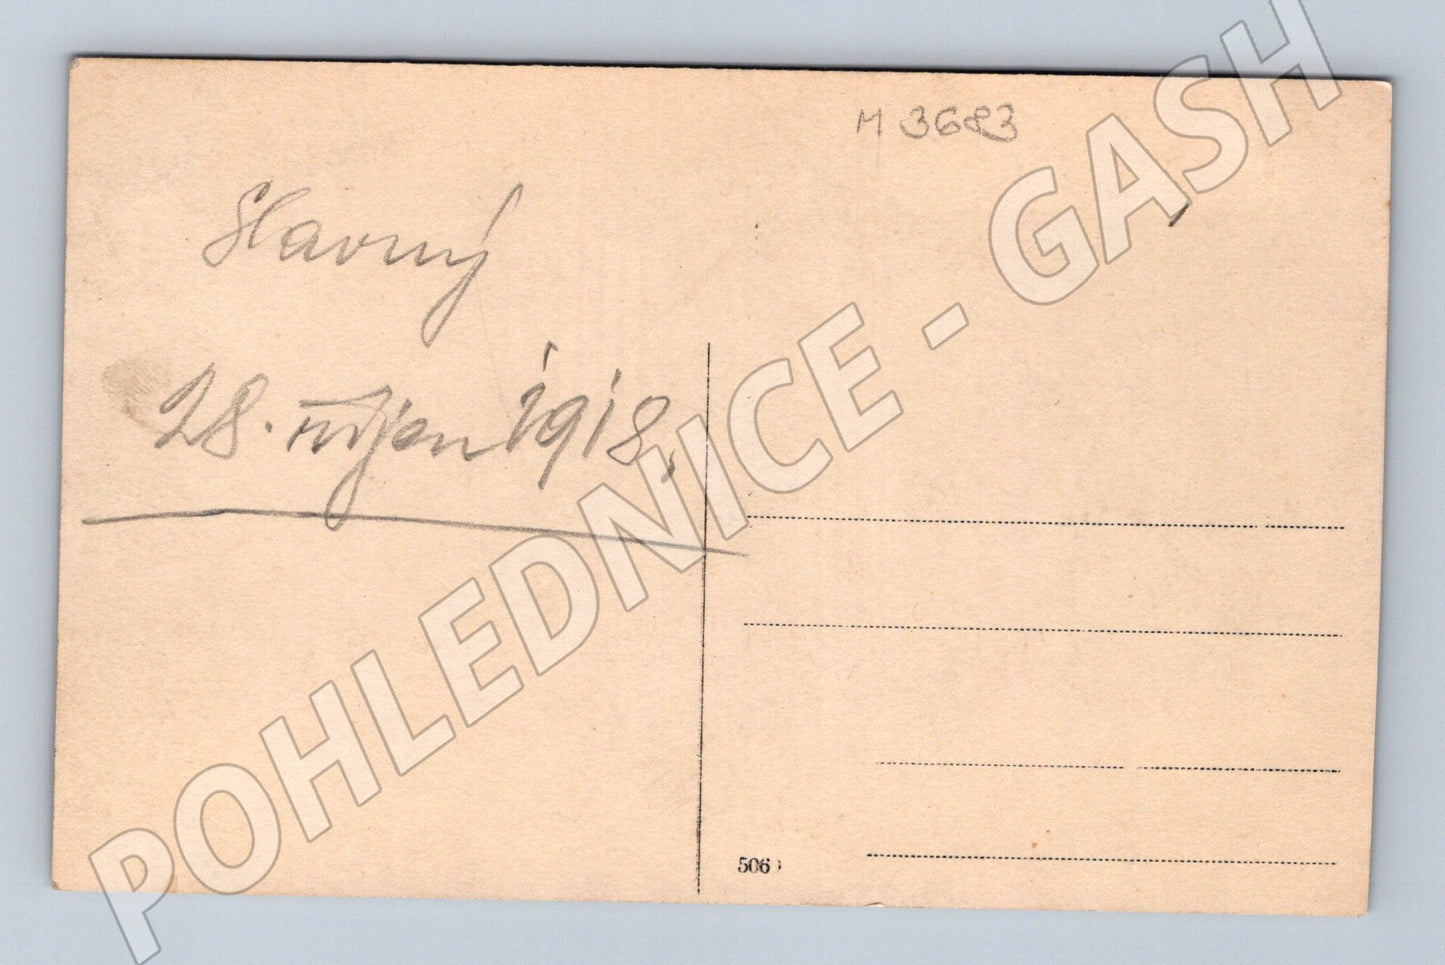 M 3683
Slavný
28. říjen 1918.
506
POHLEDNICE - GASH